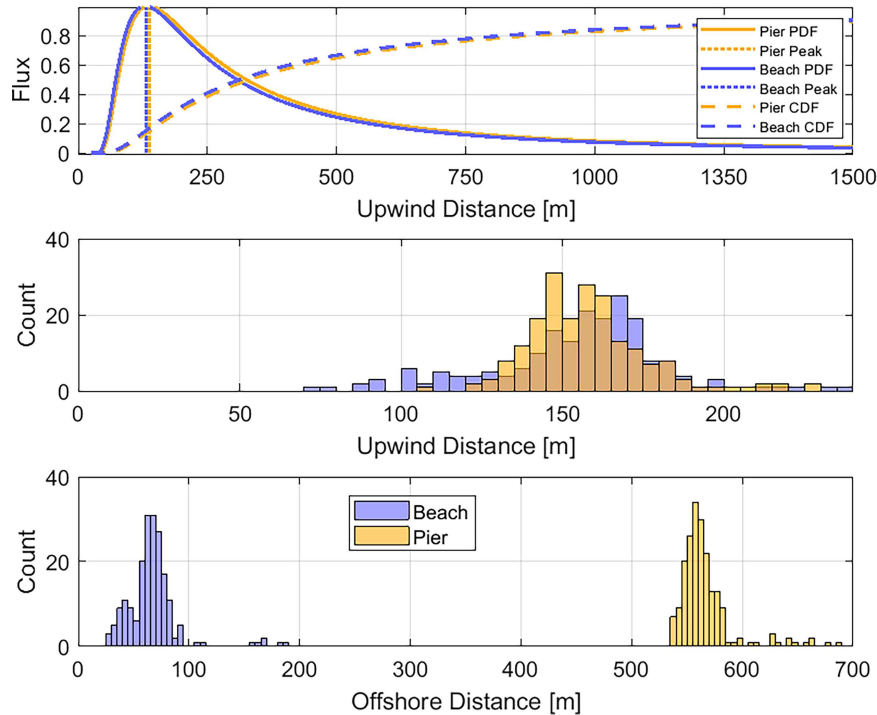 0.8
0.6
0.4
0.2
0
Flux
Pier PDF
Pier Peak
Beach PDF
Beach Peak
Pier CDF
Beach CDF
0 250 500 750 1000 1350 1500
Upwind Distance [m]
40
20
0
Count
0 50 100 150 200
Upwind Distance [m]
40
20
0
Count
Beach
Pier
0 100 200 300 400 500 600 700
Offshore Distance [m]